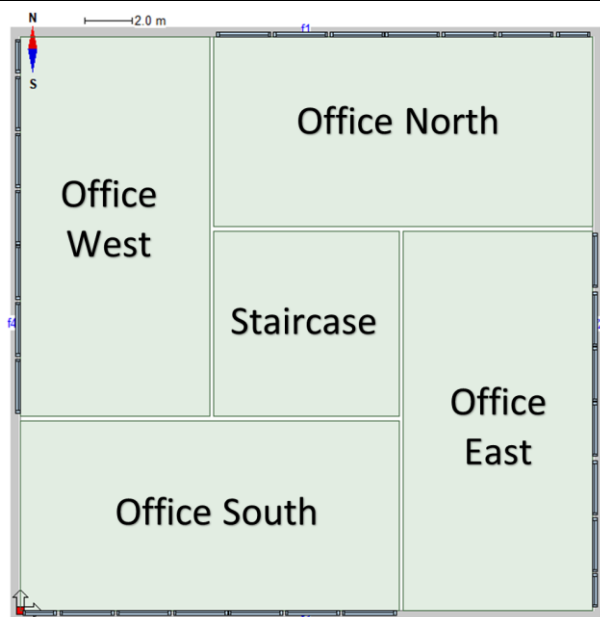 N
2.0 m
f1
S
Office North
Office
West
Staircase
f4
Office
East
Office South